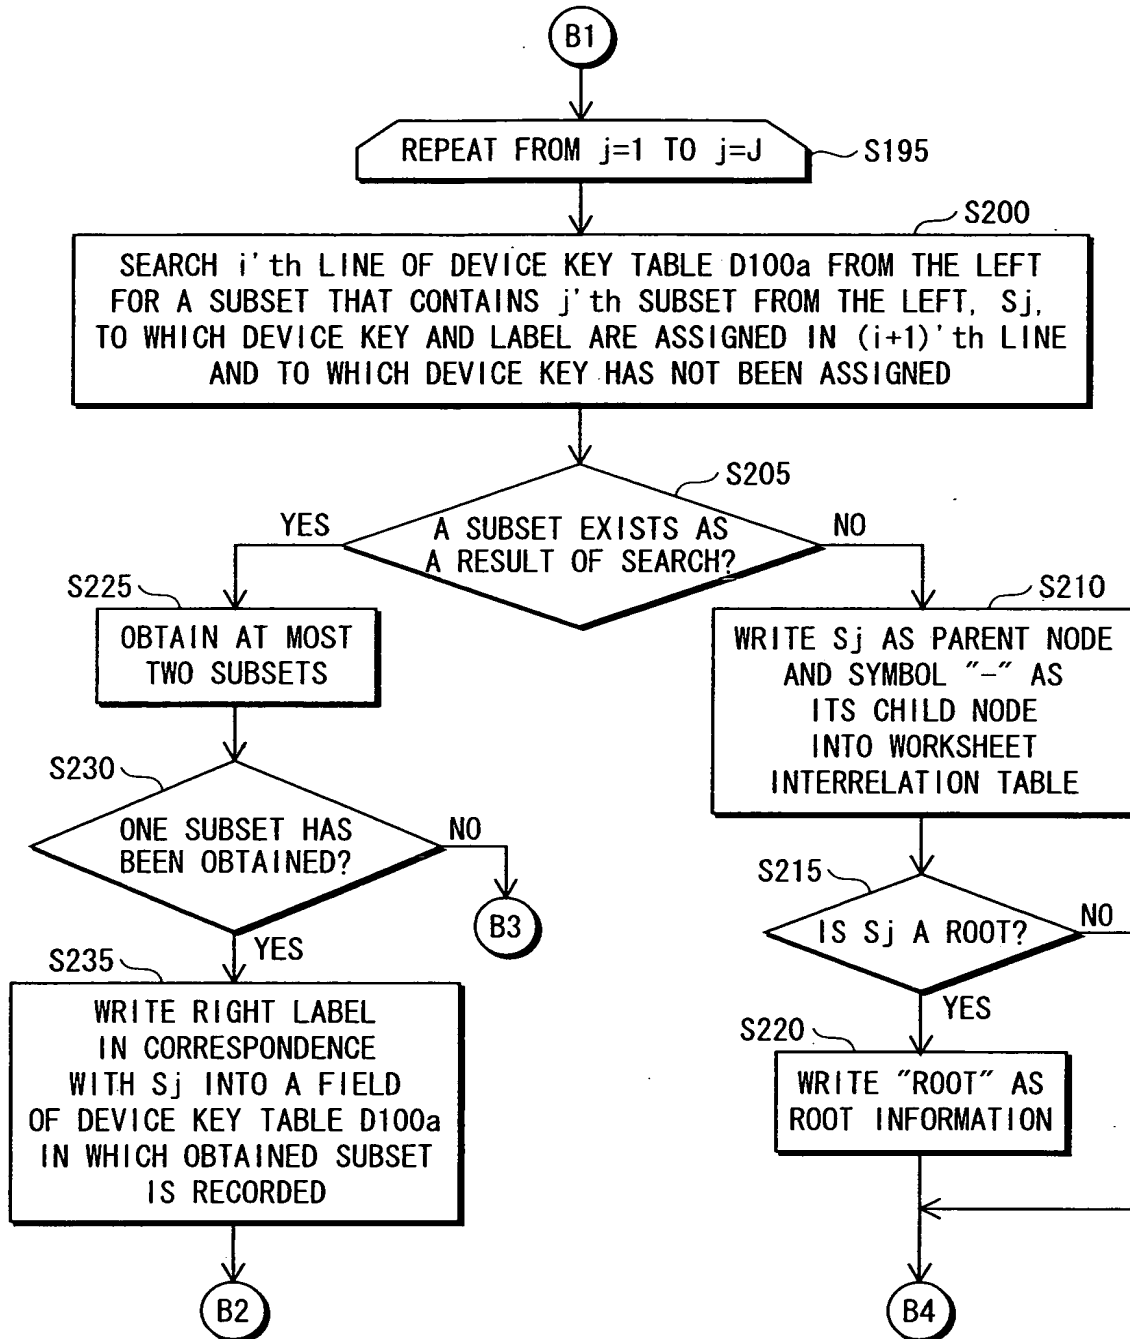 B1
REPEAT FROM j=1 TO j=J
S195
S200
SEARCH i'th LINE OF DEVICE KEY TABLE D100a FROM THE LEFT
FOR A SUBSET THAT CONTAINS j'th SUBSET FROM THE LEFT, Sj,
TO WHICH DEVICE KEY AND LABEL ARE ASSIGNED IN (i+1)'th LINE
AND TO WHICH DEVICE KEY HAS NOT BEEN ASSIGNED
S205
YES
A SUBSET EXISTS AS
A RESULT OF SEARCH?
NO
S225
OBTAIN AT MOST
TWO SUBSETS
S210
WRITE Sj AS PARENT NODE
AND SYMBOL "-" AS
ITS CHILD NODE
INTO WORKSHEET
INTERRELATION TABLE
S230
ONE SUBSET HAS
BEEN OBTAINED?
NO
B3
YES
S215
IS Sj A ROOT?
NO
YES
S235
WRITE RIGHT LABEL
IN CORRESPONDENCE
WITH Sj INTO A FIELD
OF DEVICE KEY TABLE D100a
IN WHICH OBTAINED SUBSET
IS RECORDED
S220
WRITE "ROOT" AS
ROOT INFORMATION
B2
B4